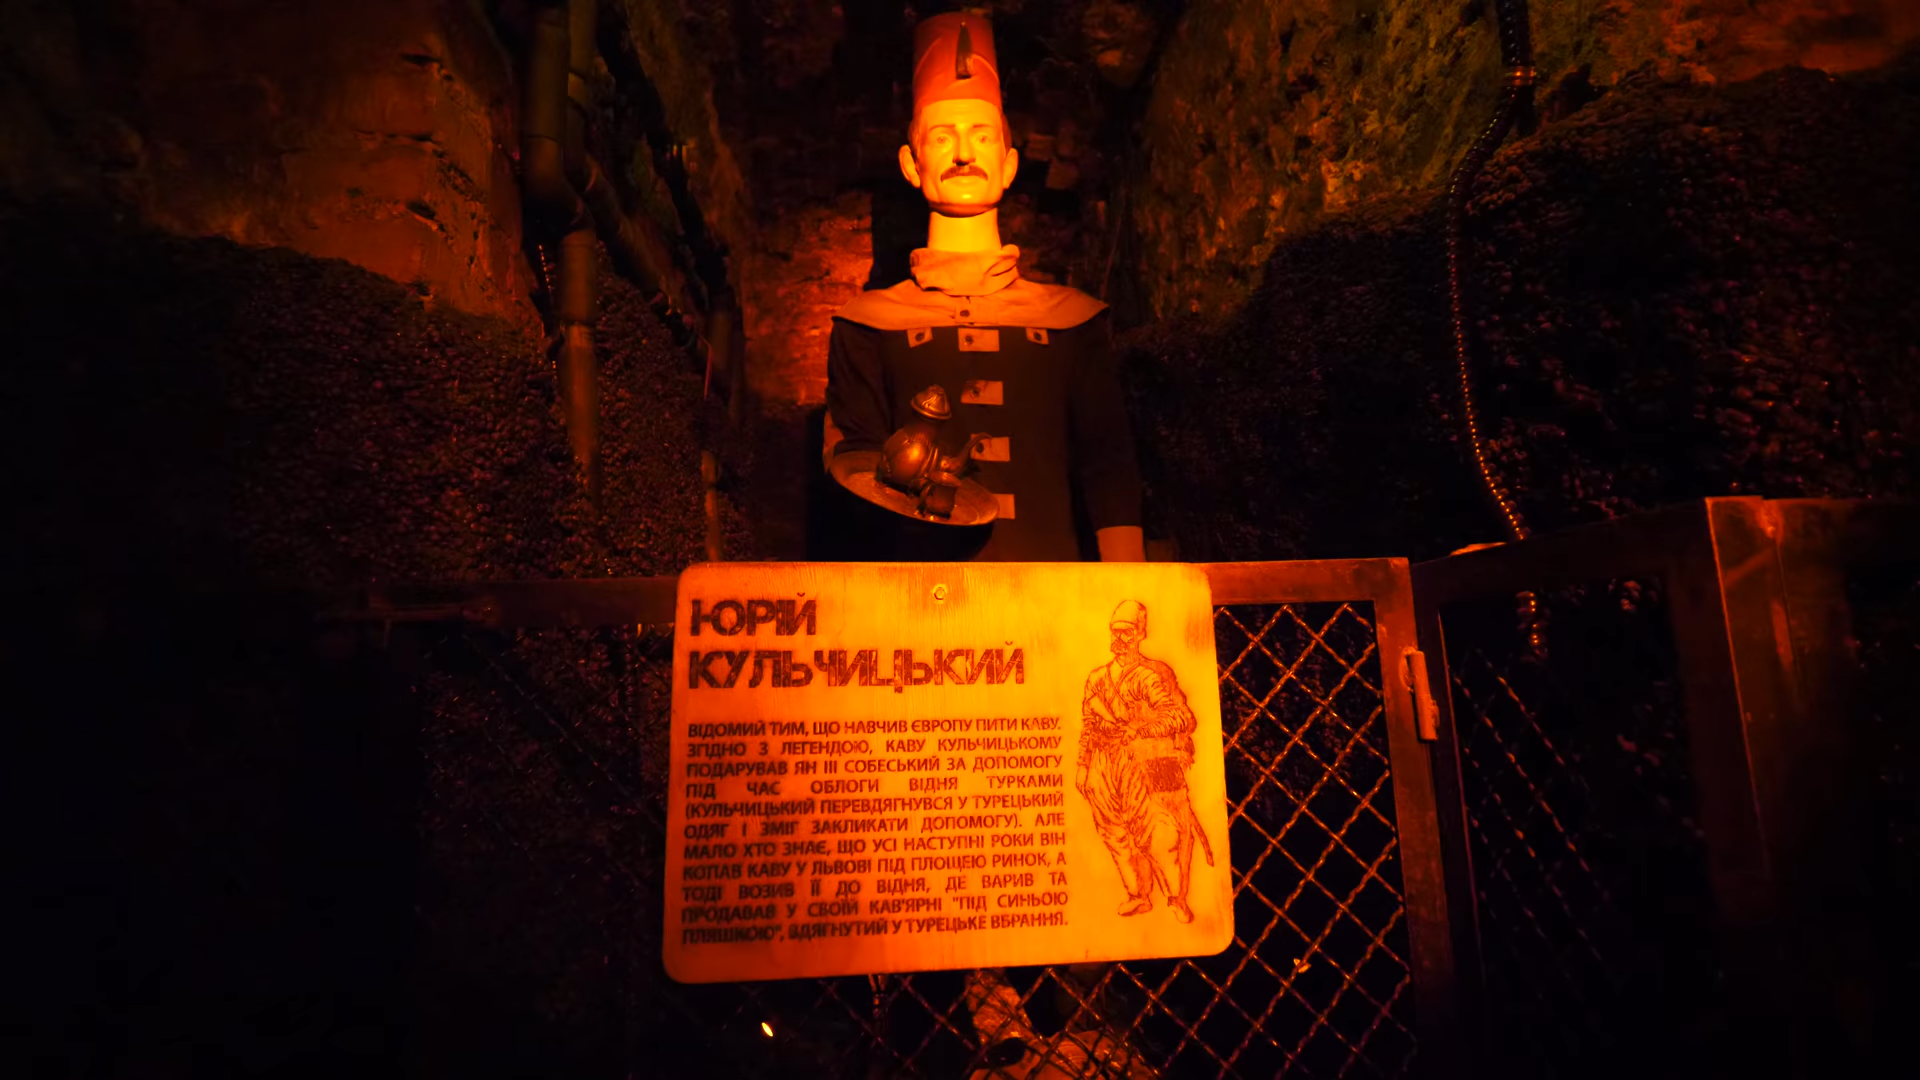 ЮРІЙ
КУЛЬЧИЦЬКИЙ
ВІДОМИЙ ТИМ, ЩО НАВЧИВ ЄВРОПУ ПИТИ КАВУ.
ЗГІДНО З ЛЕГЕНДОЮ, КАВУ КУЛЬЧИЦЬКОМУ
ПОДАРУВАВ ЯН ІІІ СОБЕСЬКИЙ ЗА ДОПОМОГУ
ПІД ЧАС ОБЛОГИ ВІДНЯ ТУРКАМИ
(КУЛЬЧИЦЬКИЙ ПЕРЕВДЯГНУВСЯ У ТУРЕЦЬКИЙ
ОДЯГ І ЗМІГ ЗАКЛИКАТИ ДОПОМОГУ). АЛЕ
МАЛО ХТО ЗНАЄ, ЩО УСІ НАСТУПНІ РОКИ ВІН
КОПАВ КАВУ У ЛЬВОВІ ПІД ПЛОЩЕЮ РИНОК, А
ТОДІ ВОЗИВ ЇЇ ДО ВІДНЯ, ДЕ ВАРИВ ТА
ПРОДАВАВ У СВОЇЙ КАВ'ЯРНІ "ПІД СИНЬОЮ
ПЛЯШКОЮ", ВДЯГНУТИЙ У ТУРЕЦЬКЕ ВБРАННЯ.